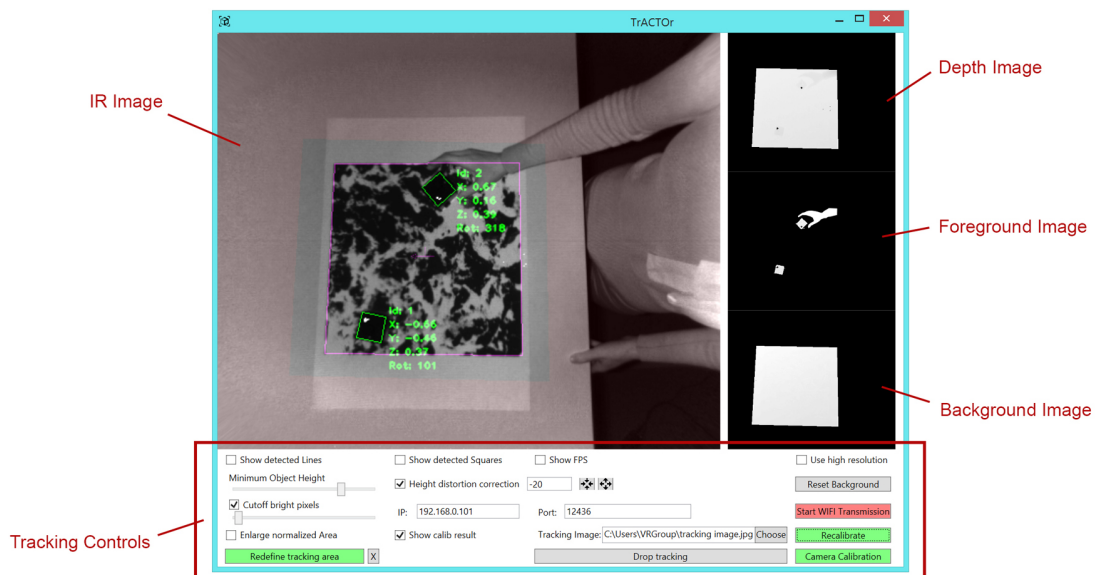 TrACTOr
IR Image
Depth Image
Foreground Image
Background Image
Tracking Controls
Id: 2
X: 0.67
Y: 0.16
Z: 0.39
Rot: 318
Id: 1
X: -0.66
Z: 0.37
Rot: 101
Show detected Lines
Show detected Squares
Show FPS
Use high resolution
Minimum Object Height
Height distortion correction
-20
Reset Background
Cutoff bright pixels
IP:
192.168.0.101
Port:
12436
Start WIFI Transmission
Enlarge normalized Area
Show calib result
Tracking Image:
C:\Users\VRGroup\tracking image.jpg
Choose
Recalibrate
Redefine tracking area
X
Drop tracking
Camera Calibration